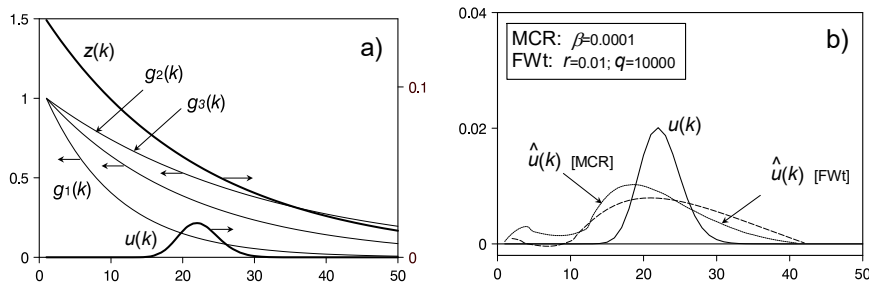 1.5
1
0.5
0
0.1
0
0 10 20 30 40 50
a)
z(k)
g2(k)
g3(k)
g1(k)
u(k)
0.04
0.02
0
0 10 20 30 40 50
b)
MCR: β=0.0001
FWt: r=0.01; q=10000
u(k)
û(k) [MCR]
û(k) [FWt]